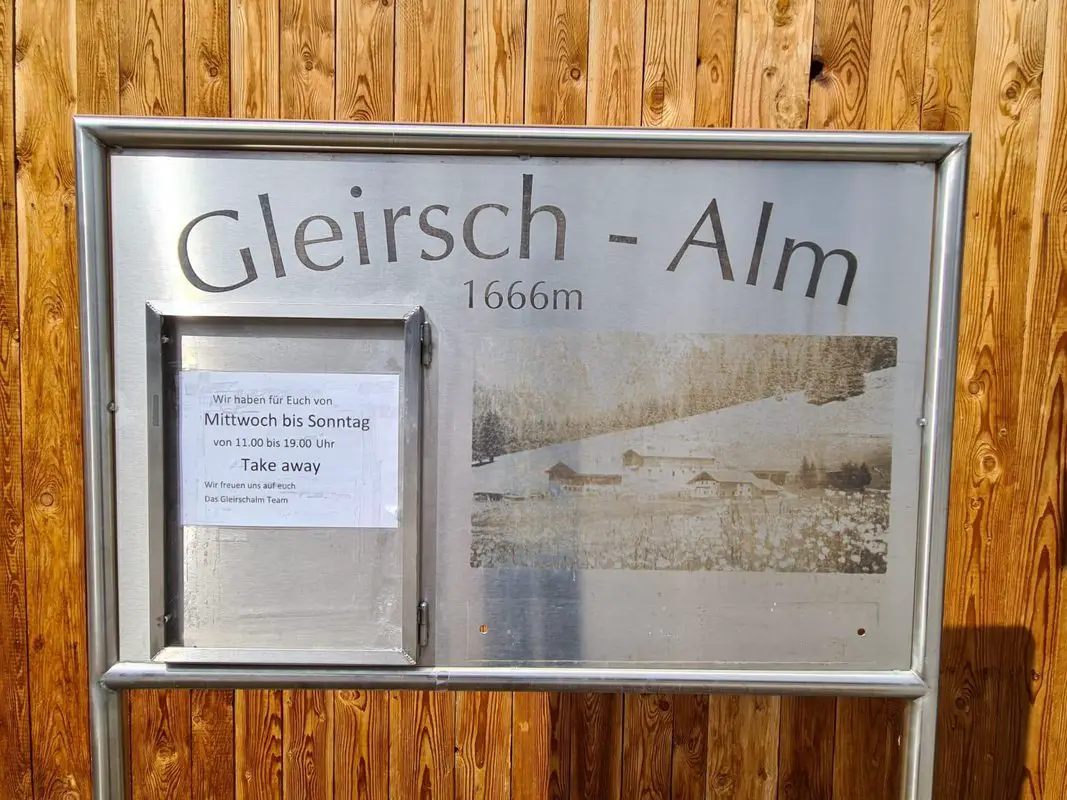 Gleirsch - Alm
1666m
Wir haben für Euch von
Mittwoch bis Sonntag
von 11.00 bis 19.00 Uhr
Take away
Wir freuen uns auf euch
Das Gleirschalm Team